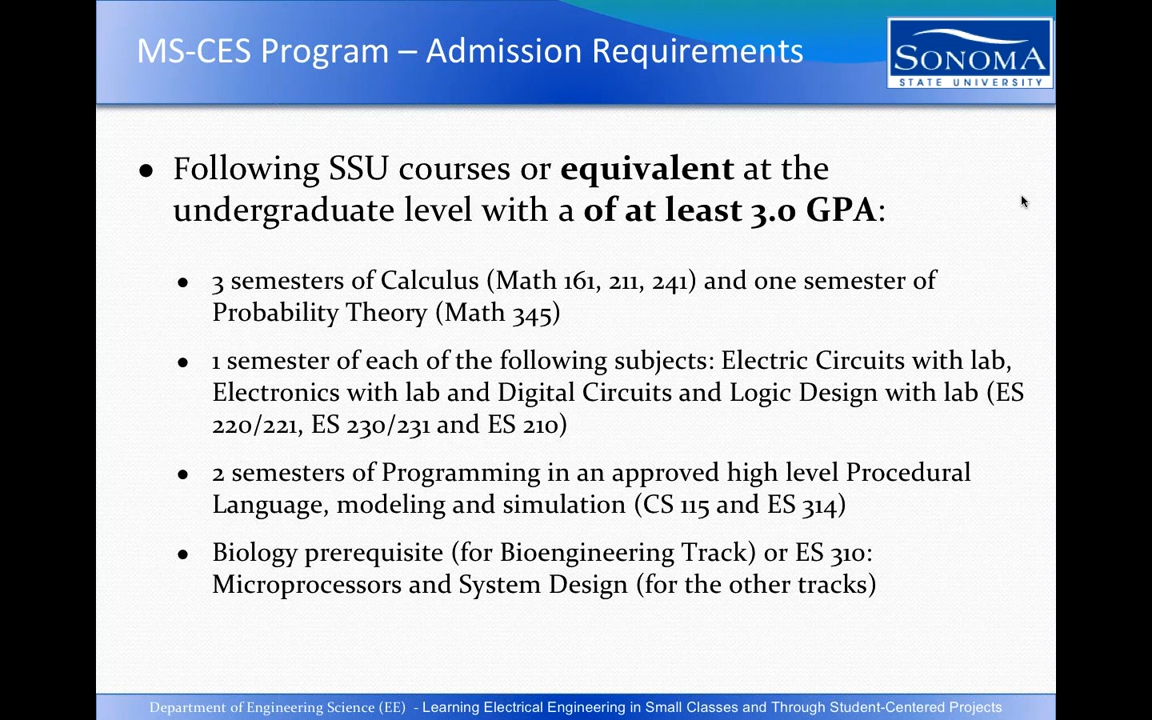 MS-CES Program – Admission Requirements
SONOMA
STATE UNIVERSITY
• Following SSU courses or equivalent at the
undergraduate level with a of at least 3.0 GPA:
• 3 semesters of Calculus (Math 161, 211, 241) and one semester of
Probability Theory (Math 345)
• 1 semester of each of the following subjects: Electric Circuits with lab,
Electronics with lab and Digital Circuits and Logic Design with lab (ES
220/221, ES 230/231 and ES 210)
• 2 semesters of Programming in an approved high level Procedural
Language, modeling and simulation (CS 115 and ES 314)
• Biology prerequisite (for Bioengineering Track) or ES 310:
Microprocessors and System Design (for the other tracks)
Department of Engineering Science (EE) - Learning Electrical Engineering in Small Classes and Through Student-Centered Projects